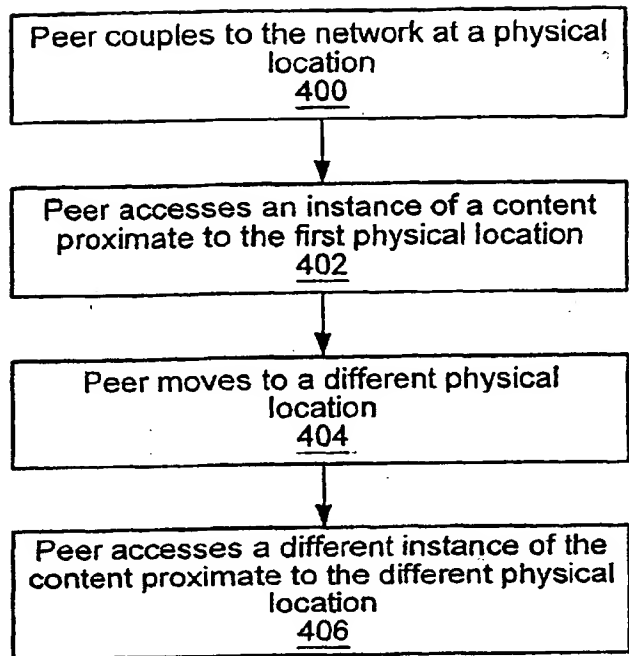 Peer couples to the network at a physical
location
400
Peer accesses an instance of a content
proximate to the first physical location
402
Peer moves to a different physical
location
404
Peer accesses a different instance of the
content proximate to the different physical
location
406